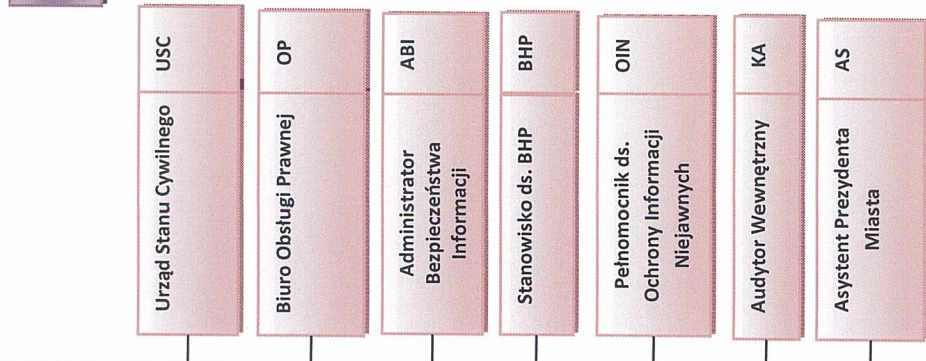 Urząd Stanu Cywilnego
USC
Biuro Obsługi Prawnej
OP
Administrator
Bezpieczeństwa
Informacji
ABI
Stanowisko ds. BHP
BHP
Pełnomocnik ds.
Ochrony Informacji
Niejawnych
OIN
Audytor Wewnętrzny
KA
Asystent Prezydenta
Miasta
AS